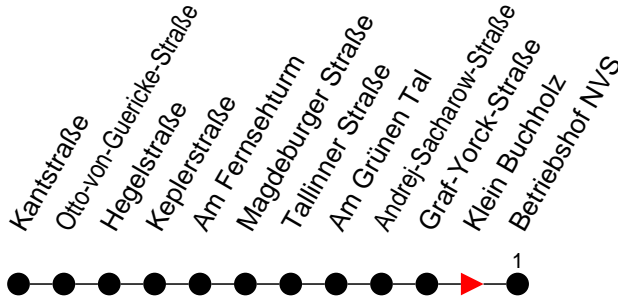 Kantstraße
Otto-von-Guericke-Straße
Hegelstraße
Keplerstraße
Am Fernsehturm
Magdeburger Straße
Tallinner Straße
Am Grünen Tal
Andrej-Sacharow-Straße
Graf-Yorck-Straße
Klein Buchholz
Betriebshof NVS
1